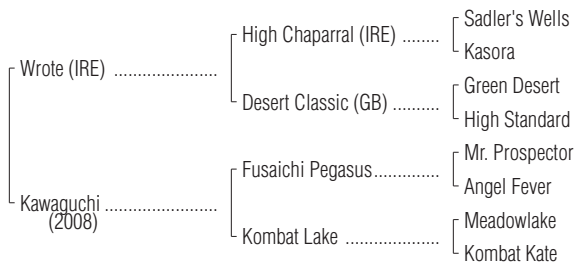 Sadler's Wells
High Chaparral (IRE) ........
Kasora
Wrote (IRE) ......................
Green Desert
Desert Classic (GB) ..........
High Standard
Mr. Prospector
Fusaichi Pegasus..............
Angel Fever
Kawaguchi ........................
(2008)
Meadowlake
Kombat Lake ....................
Kombat Kate